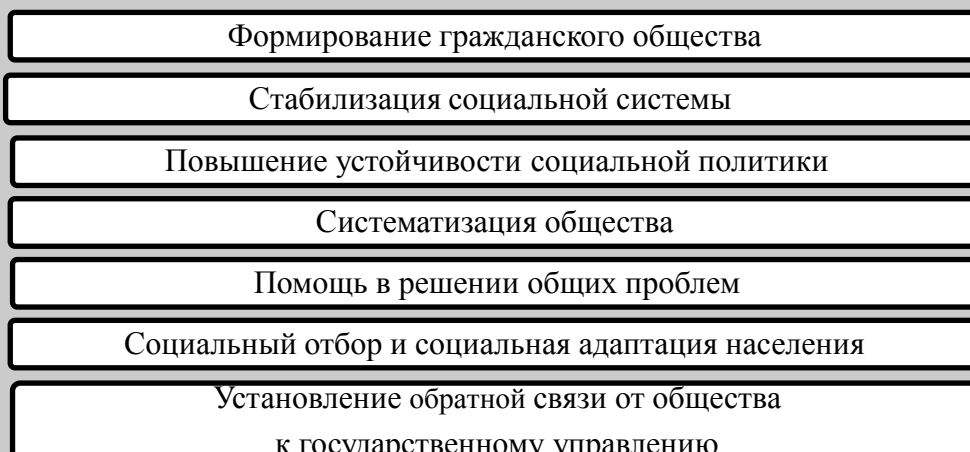 Формирование гражданского общества
Стабилизация социальной системы
Повышение устойчивости социальной политики
Систематизация общества
Помощь в решении общих проблем
Социальный отбор и социальная адаптация населения
Установление обратной связи от общества
к государственному управлению